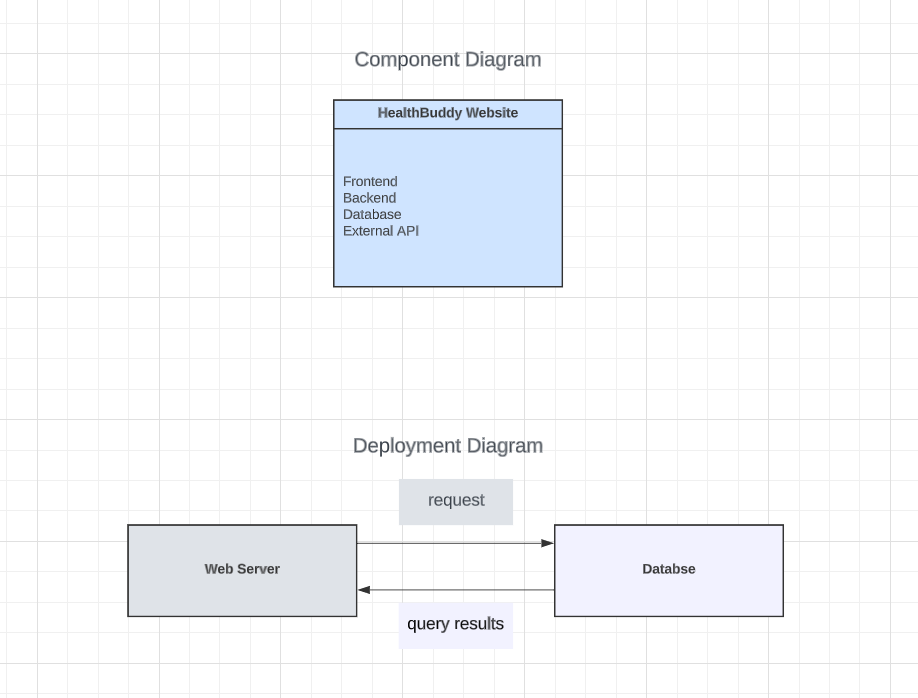 Component Diagram
HealthBuddy Website
Frontend
Backend
Database
External API
Deployment Diagram
request
Web Server
Databse
query results